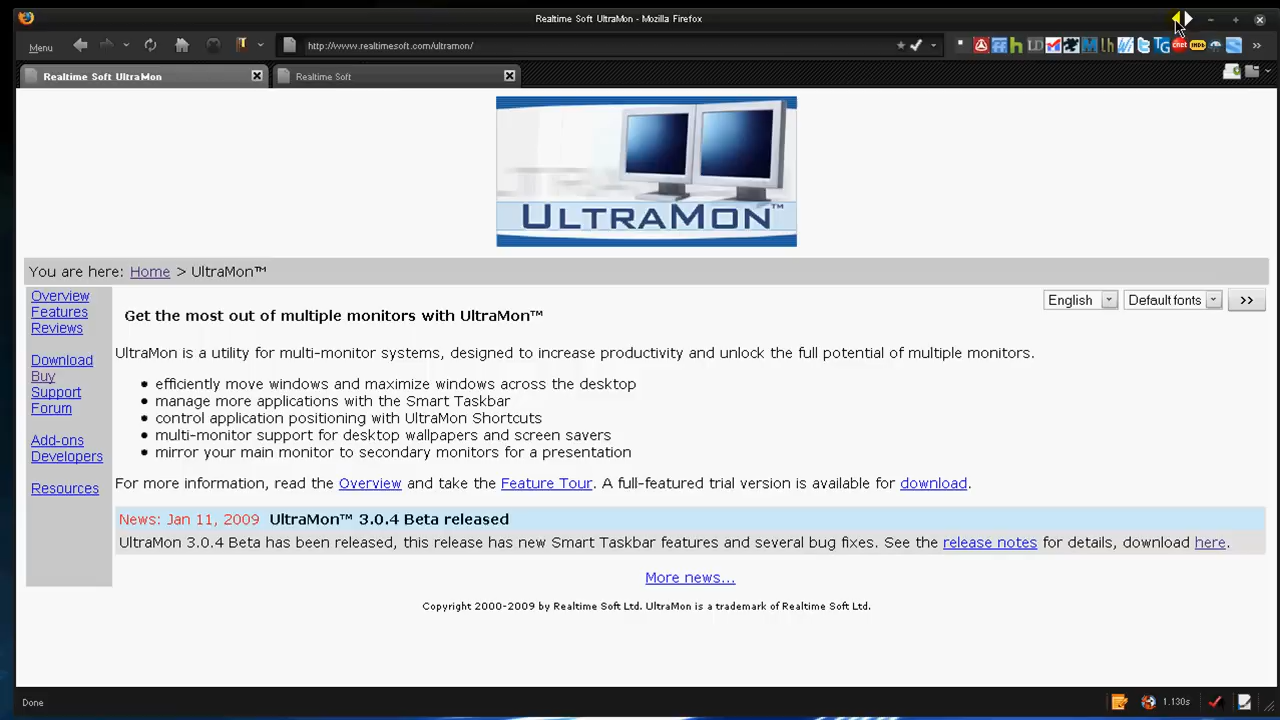 Realtime Soft UltraMon - Mozilla Firefox
Menu
http://www.realtimesoft.com/ultramon/
Realtime Soft UltraMon
Realtime Soft
ULTRAMON™
You are here: Home > UltraMon™
Overview
Features
Reviews
Download
Buy
Support
Forum
Add-ons
Developers
Resources
English
Default fonts
>>
Get the most out of multiple monitors with UltraMon™
UltraMon is a utility for multi-monitor systems, designed to increase productivity and unlock the full potential of multiple monitors.
efficiently move windows and maximize windows across the desktop
manage more applications with the Smart Taskbar
control application positioning with UltraMon Shortcuts
multi-monitor support for desktop wallpapers and screen savers
mirror your main monitor to secondary monitors for a presentation
For more information, read the Overview and take the Feature Tour. A full-featured trial version is available for download.
News: Jan 11, 2009 UltraMon™ 3.0.4 Beta released
UltraMon 3.0.4 Beta has been released, this release has new Smart Taskbar features and several bug fixes. See the release notes for details, download here.
More news...
Copyright 2000-2009 by Realtime Soft Ltd. UltraMon is a trademark of Realtime Soft Ltd.
Done
1.130s